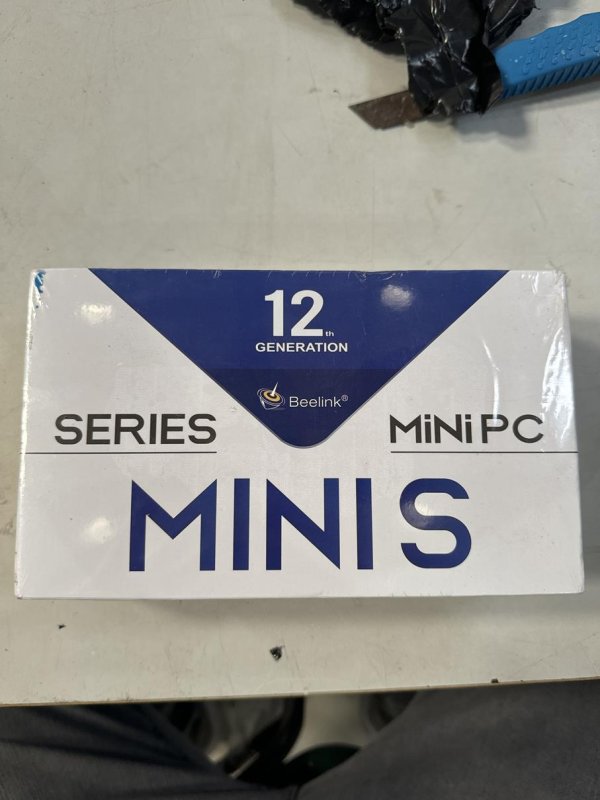 12th
GENERATION
Beelink®
SERIES
MiNi PC
MINI S